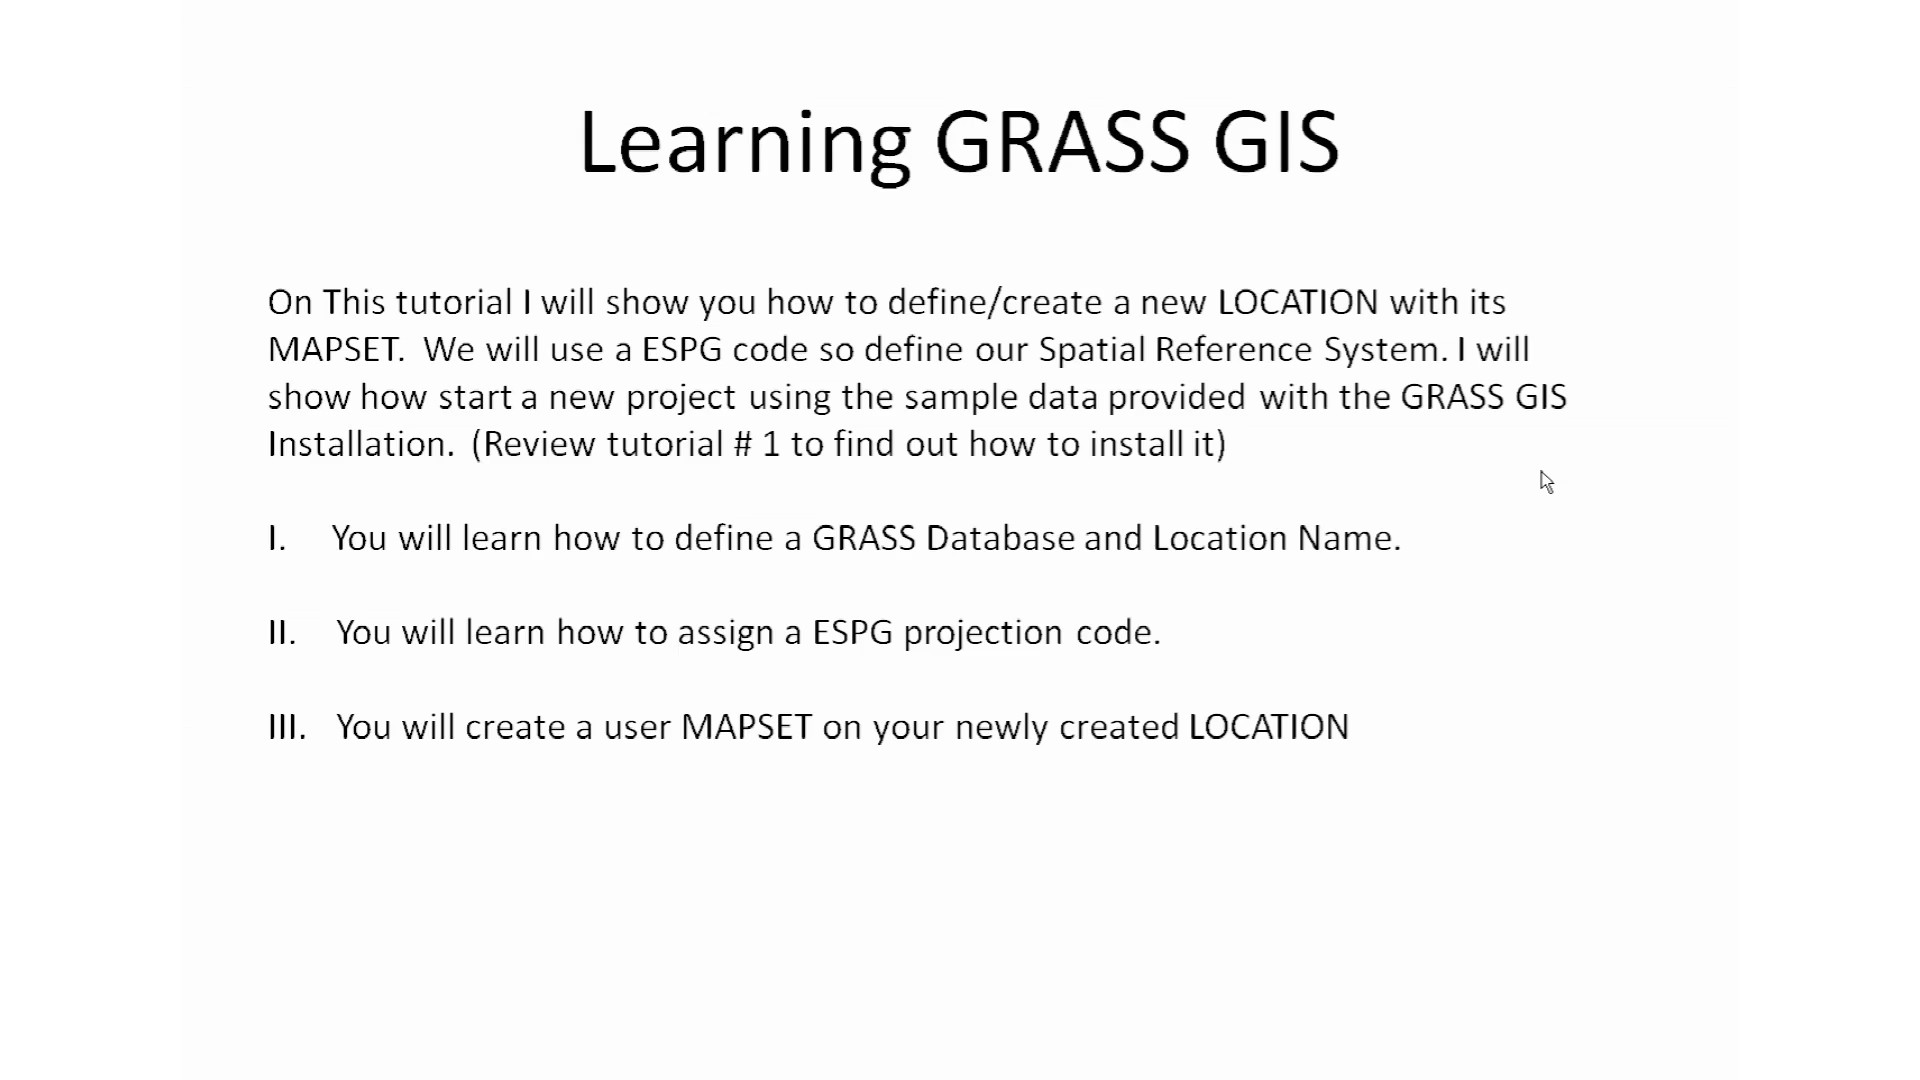 Learning GRASS GIS
On This tutorial I will show you how to define/create a new LOCATION with its
MAPSET.  We will use a ESPG code so define our Spatial Reference System. I will
show how start a new project using the sample data provided with the GRASS GIS
Installation.  (Review tutorial # 1 to find out how to install it)
I. You will learn how to define a GRASS Database and Location Name.
II. You will learn how to assign a ESPG projection code.
III. You will create a user MAPSET on your newly created LOCATION